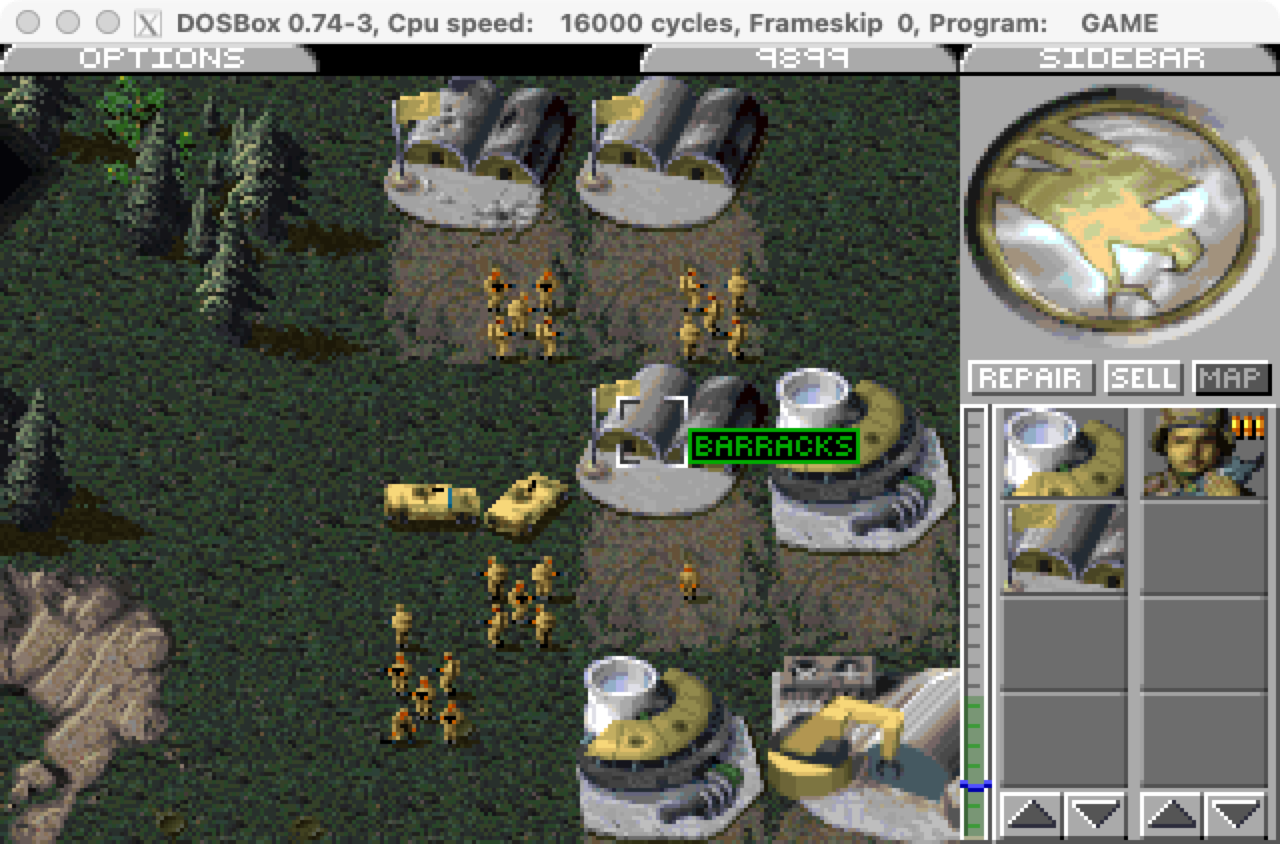 DOSBox 0.74-3, Cpu speed: 16000 cycles, Frameskip 0, Program: GAME
OPTIONS 9899 SIDEBAR
REPAIR SELL MAP
BARRACKS